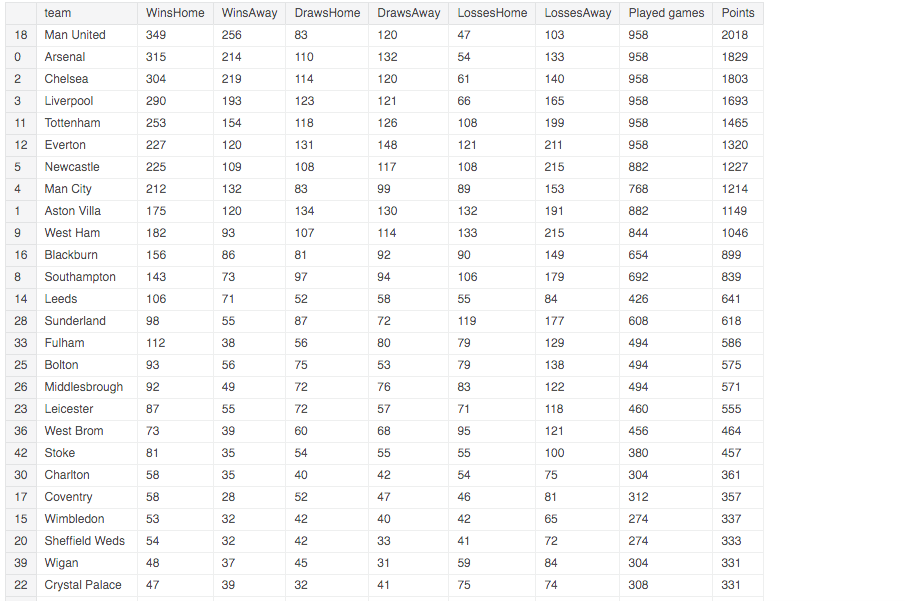 team WinsHome WinsAway DrawsHome DrawsAway LossesHome LossesAway Played games Points
18 Man United 349 256 83 120 47 103 958 2018
0 Arsenal 315 214 110 132 54 133 958 1829
2 Chelsea 304 219 114 120 61 140 958 1803
3 Liverpool 290 193 123 121 66 165 958 1693
11 Tottenham 253 154 118 126 108 199 958 1465
12 Everton 227 120 131 148 121 211 958 1320
5 Newcastle 225 109 108 117 108 215 882 1227
4 Man City 212 132 83 99 89 153 768 1214
1 Aston Villa 175 120 134 130 132 191 882 1149
9 West Ham 182 93 107 114 133 215 844 1046
16 Blackburn 156 86 81 92 90 149 654 899
8 Southampton 143 73 97 94 106 179 692 839
14 Leeds 106 71 52 58 55 84 426 641
28 Sunderland 98 55 87 72 119 177 608 618
33 Fulham 112 38 56 80 79 129 494 586
25 Bolton 93 56 75 53 79 138 494 575
26 Middlesbrough 92 49 72 76 83 122 494 571
23 Leicester 87 55 72 57 71 118 460 555
36 West Brom 73 39 60 68 95 121 456 464
42 Stoke 81 35 54 55 55 100 380 457
30 Charlton 58 35 40 42 54 75 304 361
17 Coventry 58 28 52 47 46 81 312 357
15 Wimbledon 53 32 42 40 42 65 274 337
20 Sheffield Weds 54 32 42 33 41 72 274 333
39 Wigan 48 37 45 31 59 84 304 331
22 Crystal Palace 47 39 32 41 75 74 308 331